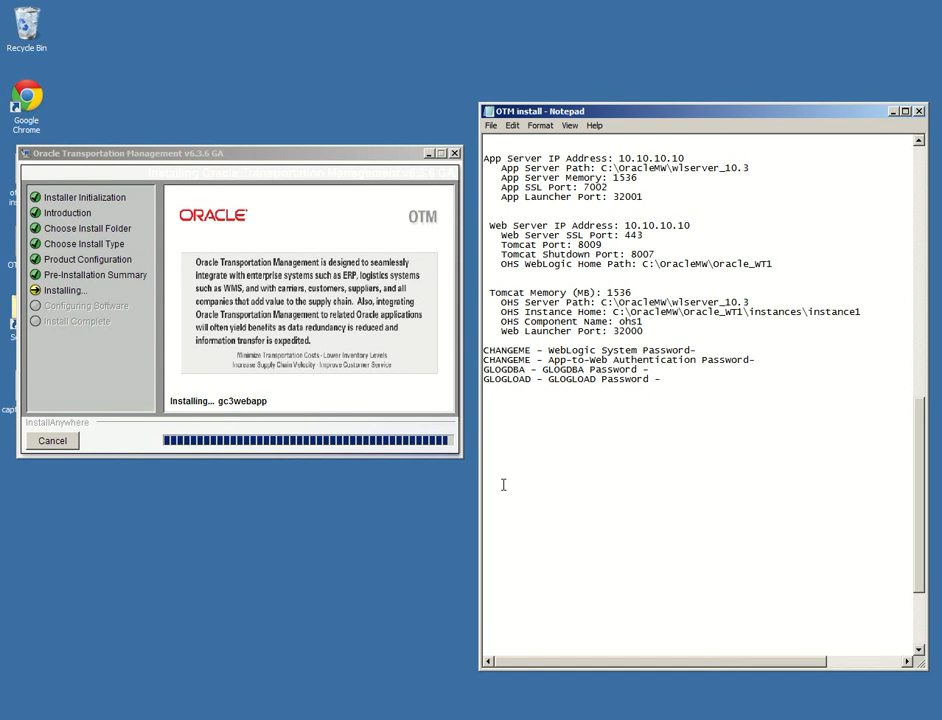 Recycle Bin
Google
Chrome
Oracle Transportation Management v6.3.6 GA
Installing Oracle Transportation Management v6.3.6 GA
Installer Initialization
Introduction
Choose Install Folder
Choose Install Type
Product Configuration
Pre-Installation Summary
Installing...
Configuring Software
Install Complete
ORACLE
OTM
Oracle Transportation Management is designed to seamlessly
integrate with enterprise systems such as ERP, logistics systems
such as WMS, and with carriers, customers, suppliers, and all
companies that add value to the supply chain. Also, integrating
Oracle Transportation Management to related Oracle applications
will often yield benefits as data redundancy is reduced and
information transfer is expedited.
Minimize Transportation Costs · Lower Inventory Levels
Increase Supply Chain Velocity · Improve Customer Service
Installing... gc3webapp
InstallAnywhere
Cancel
OTM install - Notepad
File Edit Format View Help
App Server IP Address: 10.10.10.10
App Server Path: C:\OracleMW\wlserver_10.3
App Server Memory: 1536
App SSL Port: 7002
App Launcher Port: 32001
Web Server IP Address: 10.10.10.10
Web Server SSL Port: 443
Tomcat Port: 8009
Tomcat Shutdown Port: 8007
OHS WebLogic Home Path: C:\OracleMW\Oracle_WT1
Tomcat Memory (MB): 1536
OHS Server Path: C:\OracleMW\wlserver_10.3
OHS Instance Home: C:\OracleMW\Oracle_WT1\instances\instance1
OHS Component Name: ohs1
Web Launcher Port: 32000
CHANGEME - WebLogic System Password-
CHANGEME - App-to-Web Authentication Password-
GLOGDBA - GLOGDBA Password -
GLOGLOAD - GLOGLOAD Password -